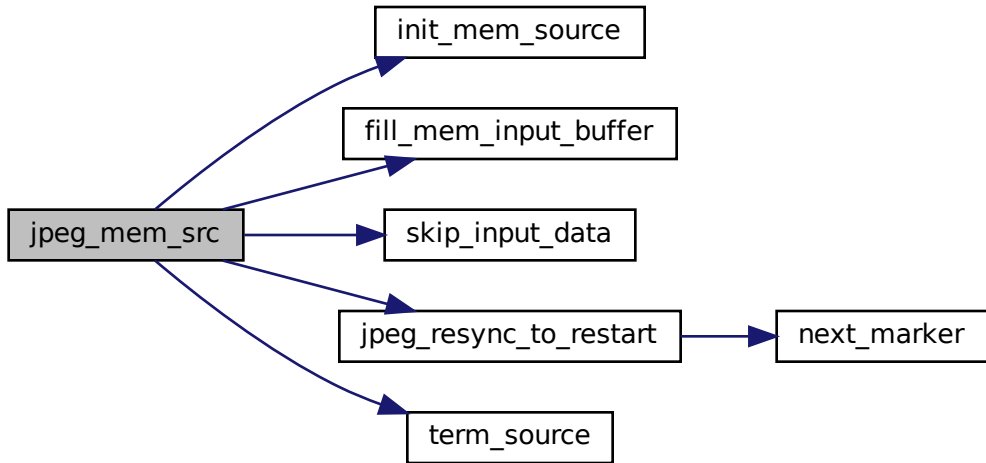 init_mem_source
fill_mem_input_buffer
jpeg_mem_src
skip_input_data
jpeg_resync_to_restart
next_marker
term_source